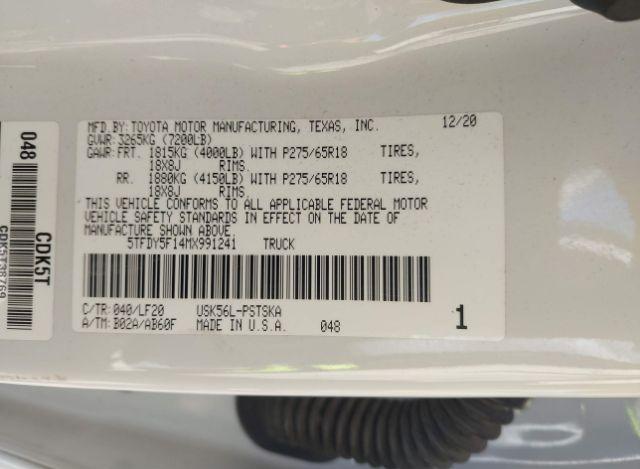 MFD.BY:TOYOTA MOTOR MANUFACTURING, TEXAS, INC. 12/20
GVWR:3265KG (7200LB)
GAWR:FRT. 1815KG (4000LB) WITH P275/65R18 TIRES,
18X8J RIMS.
RR. 1880KG (4150LB) WITH P275/65R18 TIRES,
18X8J RIMS.
THIS VEHICLE CONFORMS TO ALL APPLICABLE FEDERAL MOTOR
VEHICLE SAFETY STANDARDS IN EFFECT ON THE DATE OF
MANUFACTURE SHOWN ABOVE.
5TFDY5F14MX991241 TRUCK
C/TR:040/LF20 USK56L-PSTSKA
A/TM:B02A/AB60F MADE IN U.S.A. 048 1
048
CDK5T